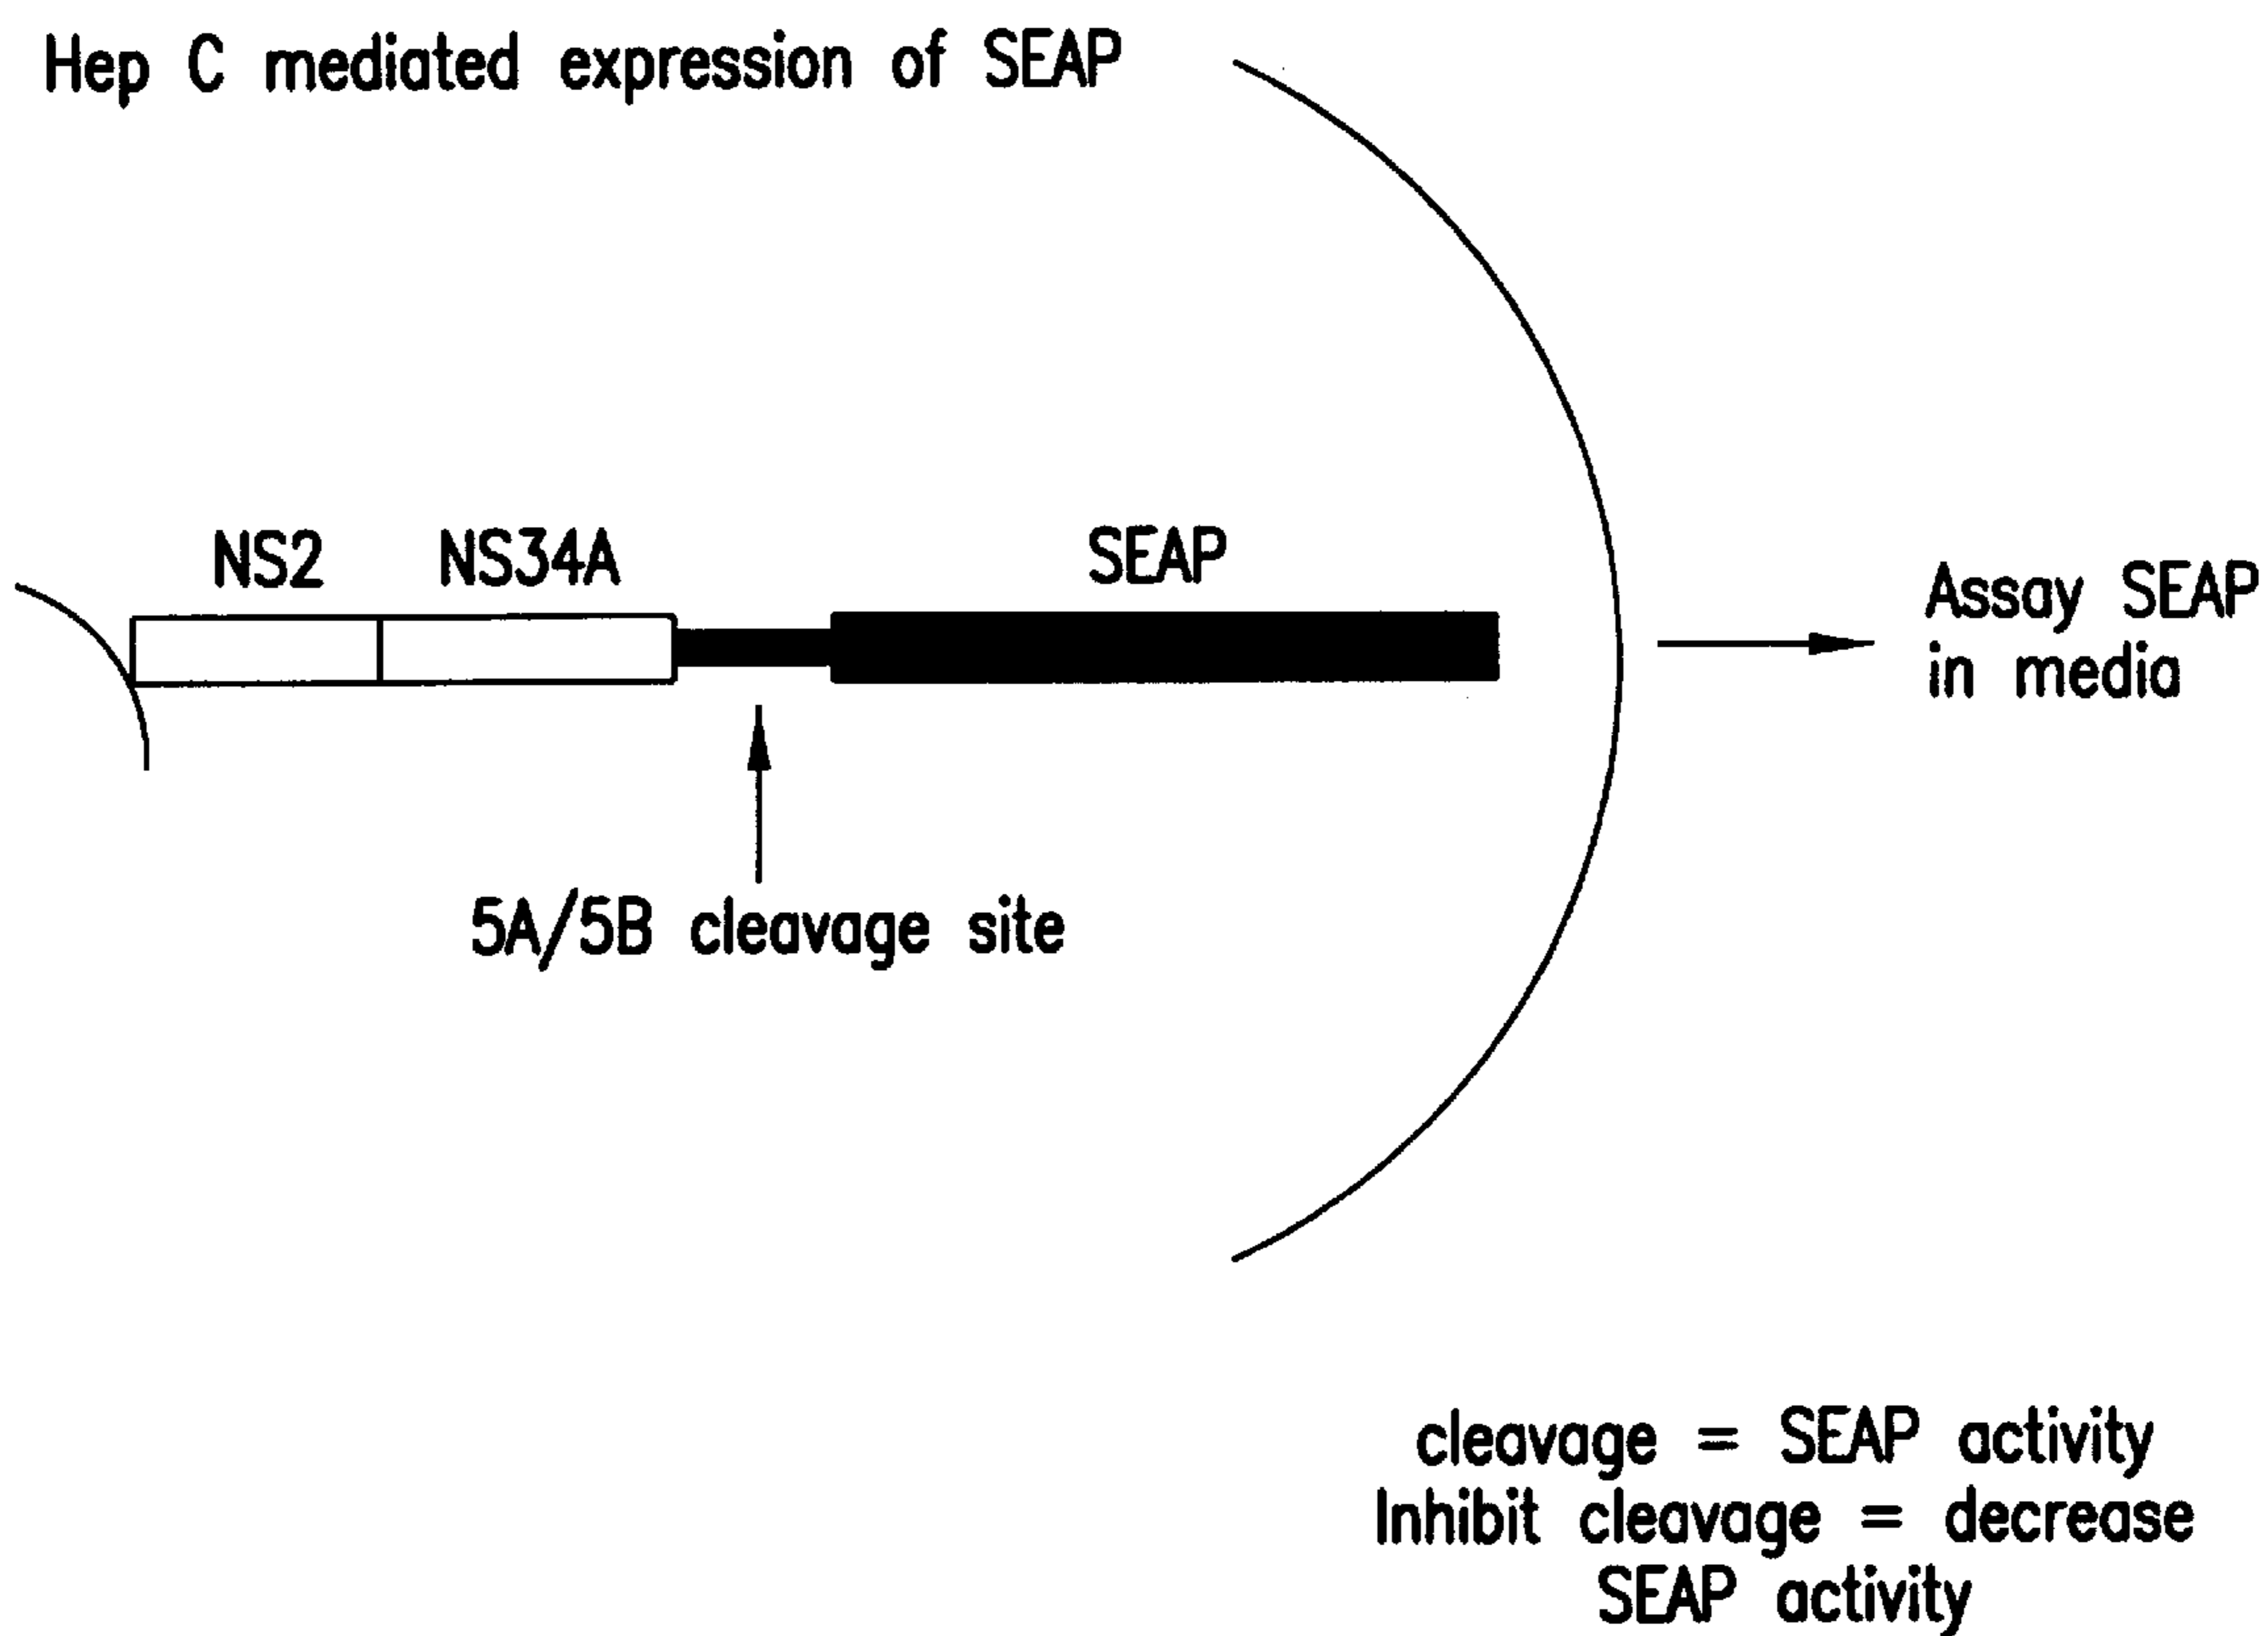 Hep C mediated expression of SEAP
NS2
NS34A
SEAP
Assay SEAP
in media
5A/5B cleavage site
cleavage = SEAP activity
Inhibit cleavage = decrease
SEAP activity